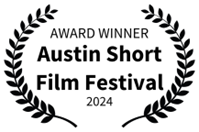 AWARD WINNER
Austin Short
Film Festival
2024